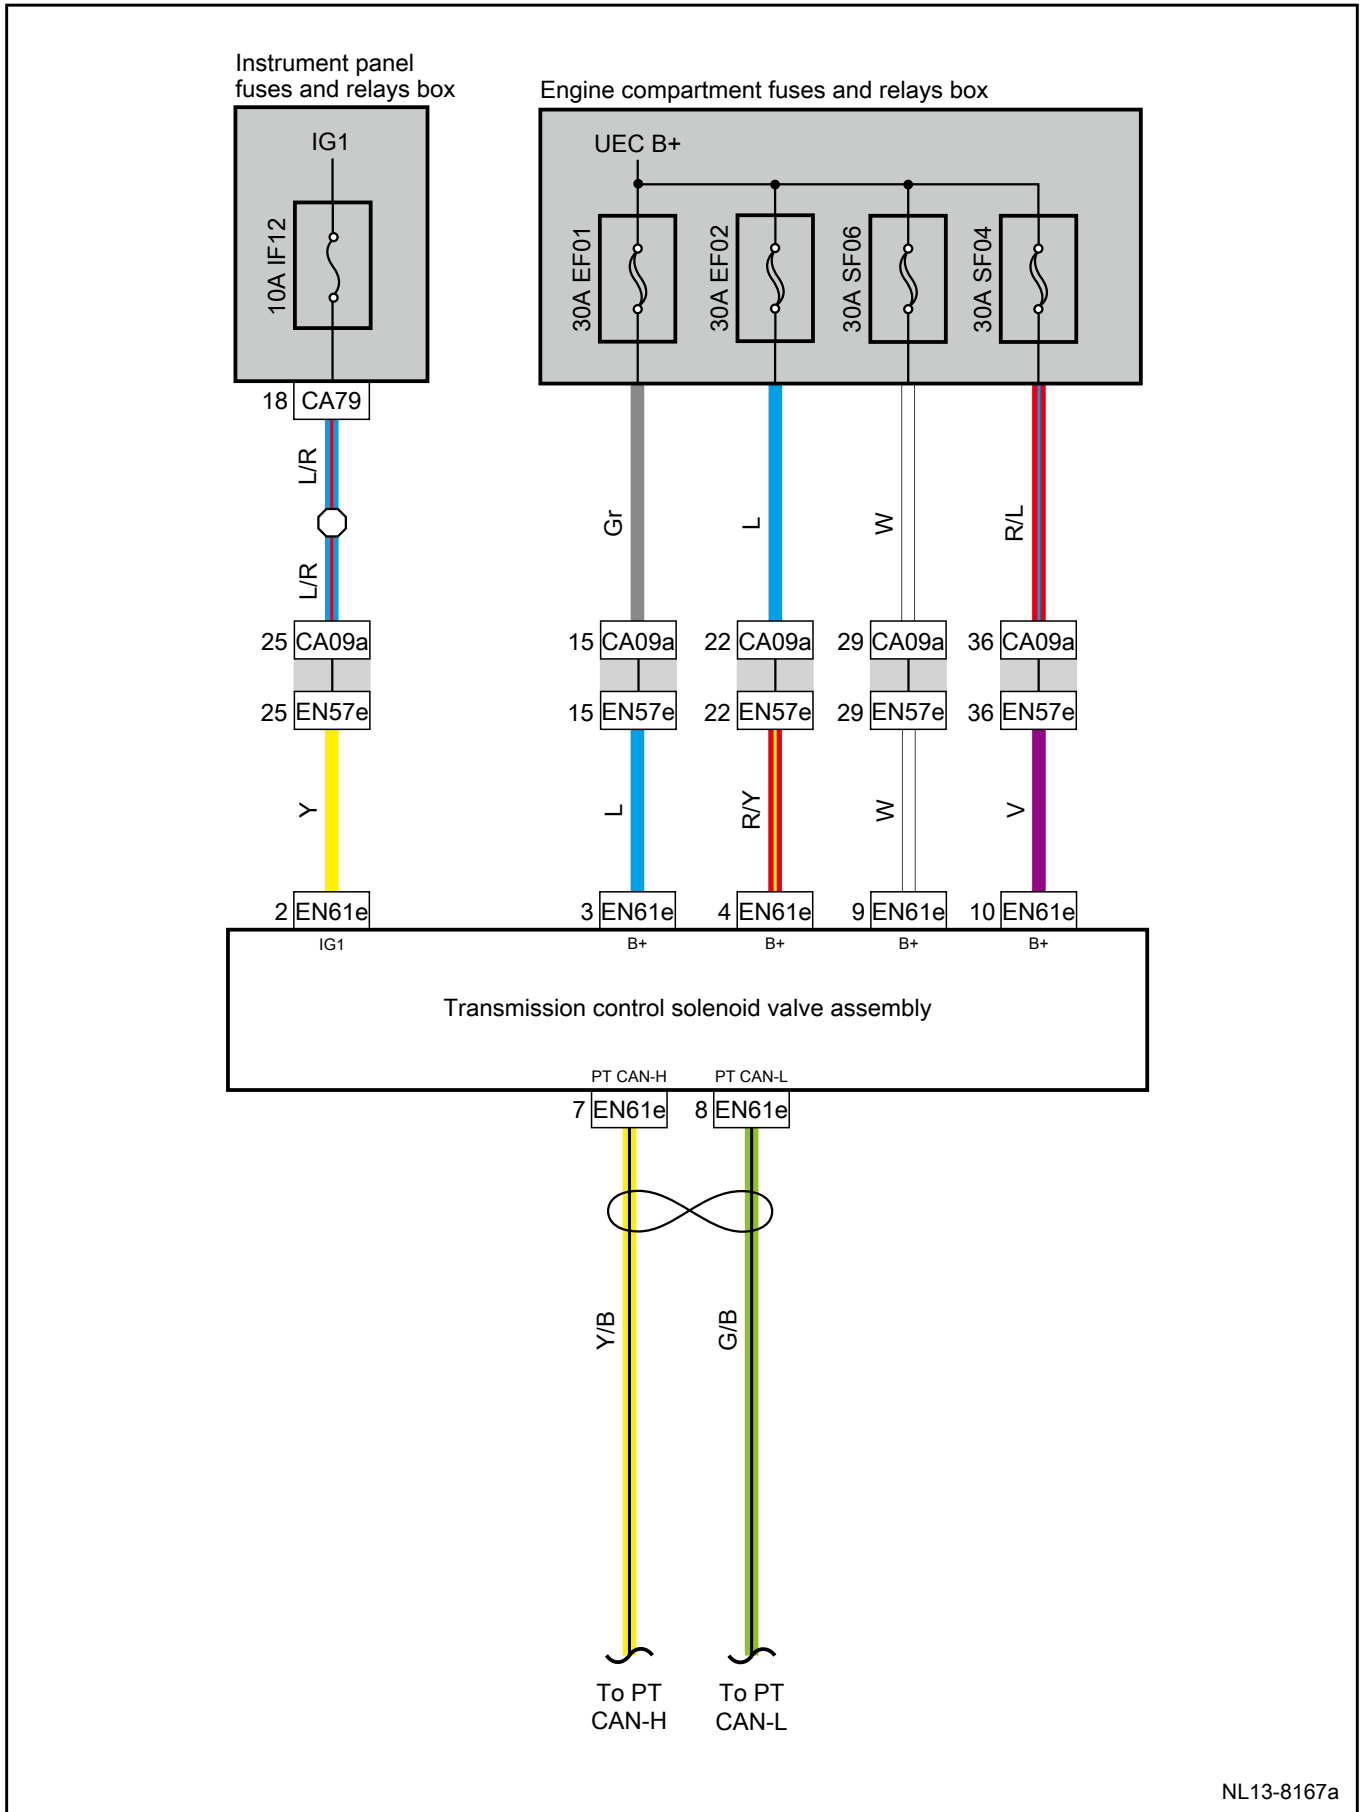 Instrument panel
fuses and relays box
Engine compartment fuses and relays box
IG1
UEC B+
10A IF12
30A EF01
30A EF02
30A SF06
30A SF04
18 CA79
L/R
Gr
L
W
R/L
L/R
25 CA09a
15 CA09a
22 CA09a
29 CA09a
36 CA09a
25 EN57e
15 EN57e
22 EN57e
29 EN57e
36 EN57e
Y
L
R/Y
W
V
2 EN61e
3 EN61e
4 EN61e
9 EN61e
10 EN61e
IG1
B+
B+
B+
B+
Transmission control solenoid valve assembly
PT CAN-H
PT CAN-L
7 EN61e
8 EN61e
Y/B
G/B
To PT
CAN-H
To PT
CAN-L
NL13-8167a